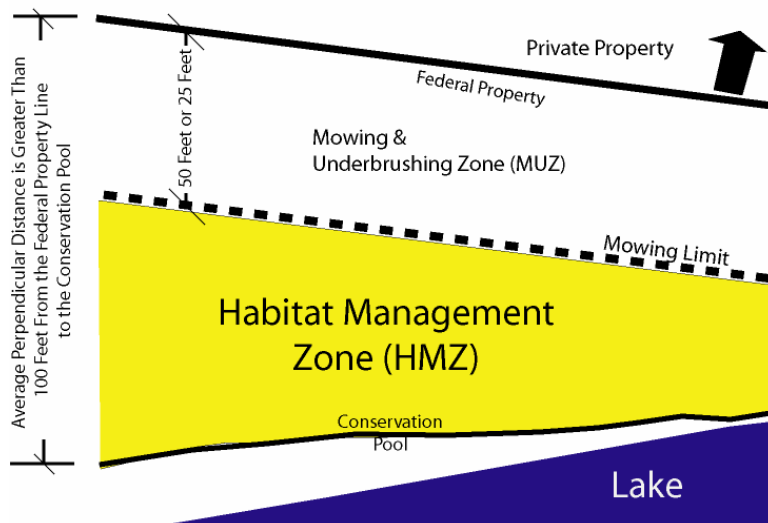 Private Property
Federal Property
50 Feet or 25 Feet
Average Perpendicular Distance is Greater Than
100 Feet From the Federal Property Line
to the Conservation Pool
Mowing &
Underbrushing Zone (MUZ)
Mowing Limit
Habitat Management
Zone (HMZ)
Conservation
Pool
Lake